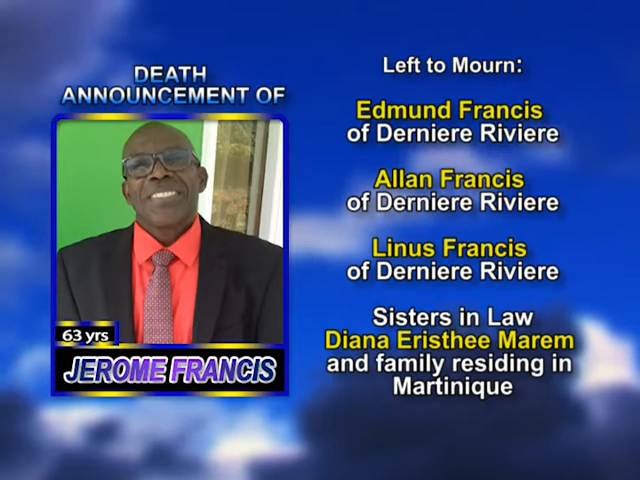 DEATH
ANNOUNCEMENT OF
63 yrs
JEROME FRANCIS
Left to Mourn:
Edmund Francis
of Derniere Riviere
Allan Francis
of Derniere Riviere
Linus Francis
of Derniere Riviere
Sisters in Law
Diana Eristhee Marem
and family residing in
Martinique